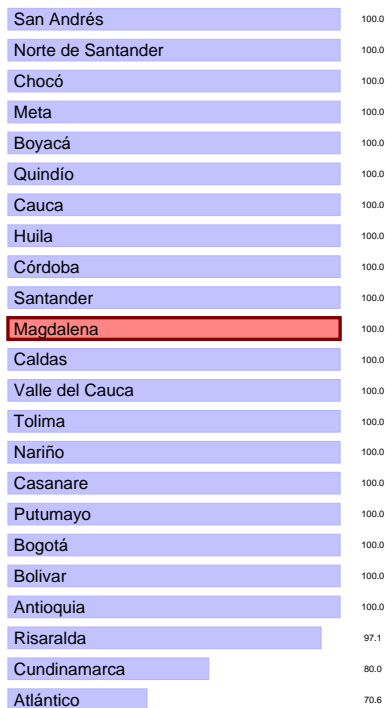 San Andrés 100.0
Norte de Santander 100.0
Chocó 100.0
Meta 100.0
Boyacá 100.0
Quindío 100.0
Cauca 100.0
Huila 100.0
Córdoba 100.0
Santander 100.0
Magdalena 100.0
Caldas 100.0
Valle del Cauca 100.0
Tolima 100.0
Nariño 100.0
Casanare 100.0
Putumayo 100.0
Bogotá 100.0
Bolivar 100.0
Antioquia 100.0
Risaralda 97.1
Cundinamarca 80.0
Atlántico 70.6